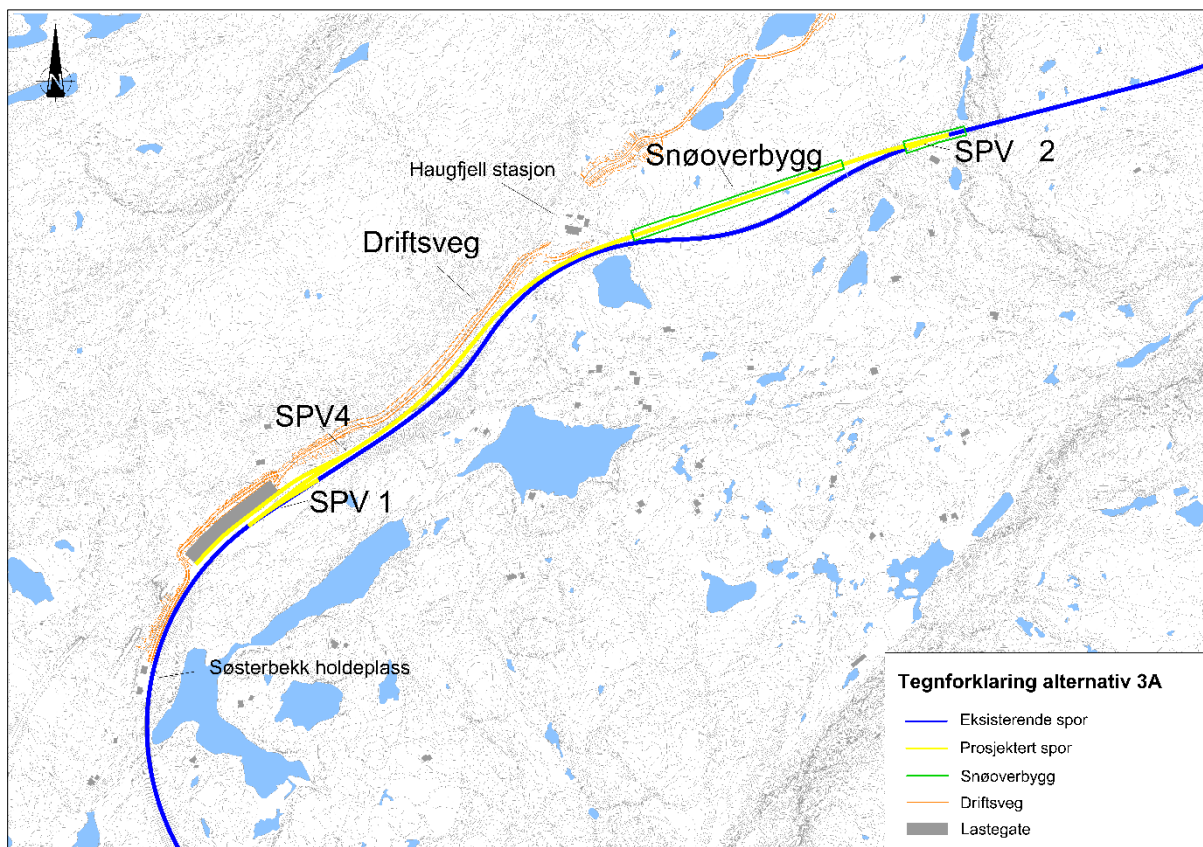 N
SPV 2
Snøoverbygg
Haugfjell stasjon
Driftsveg
SPV4
SPV 1
Søsterbekk holdeplass
Tegnforklaring alternativ 3A
Eksisterende spor
Prosjektert spor
Snøoverbygg
Driftsveg
Lastegate